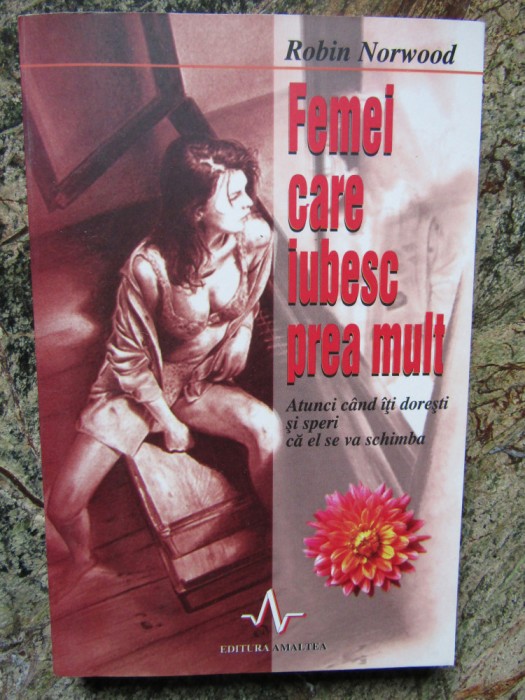 Robin Norwood
Femei
care
iubesc
prea mult
Atunci când îţi doreşti
şi speri
că el se va schimba
EDITURA AMALTEA